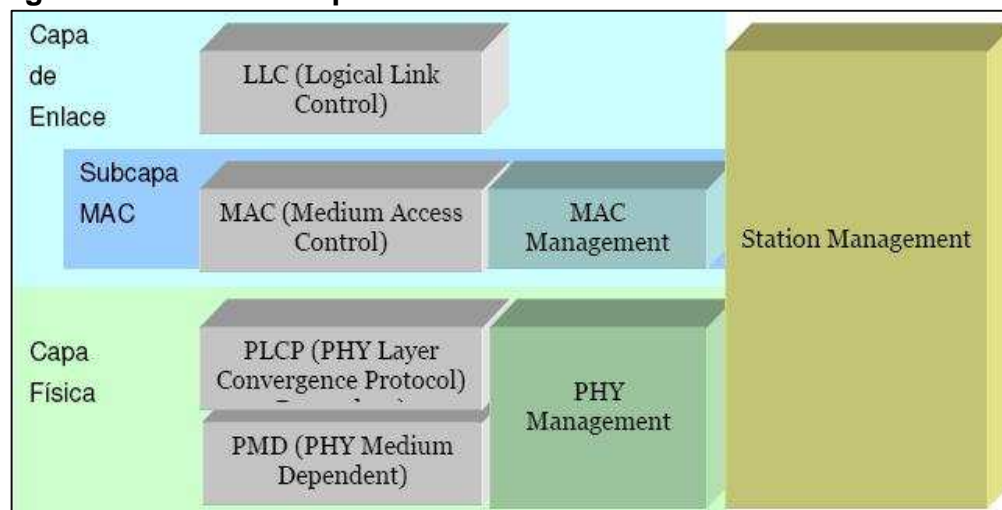 Capa
de
Enlace
LLC (Logical Link
Control)
Subcapa
MAC
MAC (Medium Access
Control)
MAC
Management
Station Management
Capa
Física
PLCP (PHY Layer
Convergence Protocol)
PHY
Management
PMD (PHY Medium
Dependent)